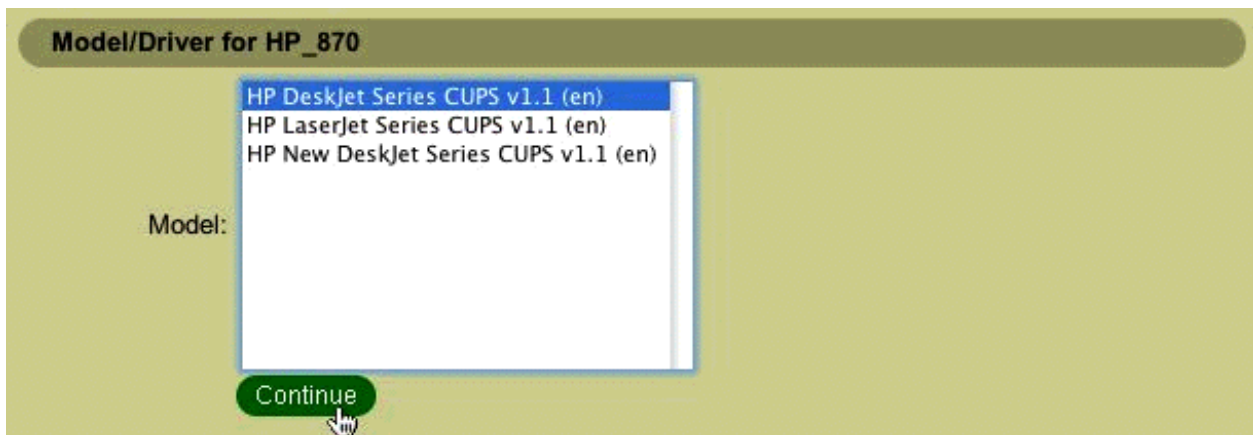 Model/Driver for HP_870
HP DeskJet Series CUPS v1.1 (en)
HP LaserJet Series CUPS v1.1 (en)
HP New DeskJet Series CUPS v1.1 (en)
Model:
Continue